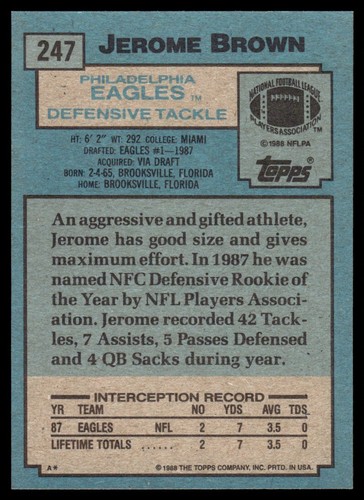 247 JEROME BROWN
PHILADELPHIA
EAGLES TM
DEFENSIVE TACKLE
NATIONAL FOOTBALL LEAGUE
PLAYERS ASSOCIATION
© 1988 NFLPA
Topps
HT: 6' 2" WT: 292 COLLEGE: MIAMI
DRAFTED: EAGLES #1—1987
ACQUIRED: VIA DRAFT
BORN: 2-4-65, BROOKSVILLE, FLORIDA
HOME: BROOKSVILLE, FLORIDA
An aggressive and gifted athlete,
Jerome has good size and gives
maximum effort. In 1987 he was
named NFC Defensive Rookie of
the Year by NFL Players Associ-
ation. Jerome recorded 42 Tack-
les, 7 Assists, 5 Passes Defensed
and 4 QB Sacks during year.
INTERCEPTION RECORD
YR TEAM NO YDS AVG TDS
87 EAGLES NFL 2 7 3.5 0
LIFETIME TOTALS ...... 2 7 3.5 0
A* © 1988 THE TOPPS COMPANY, INC. PRTD. IN USA.